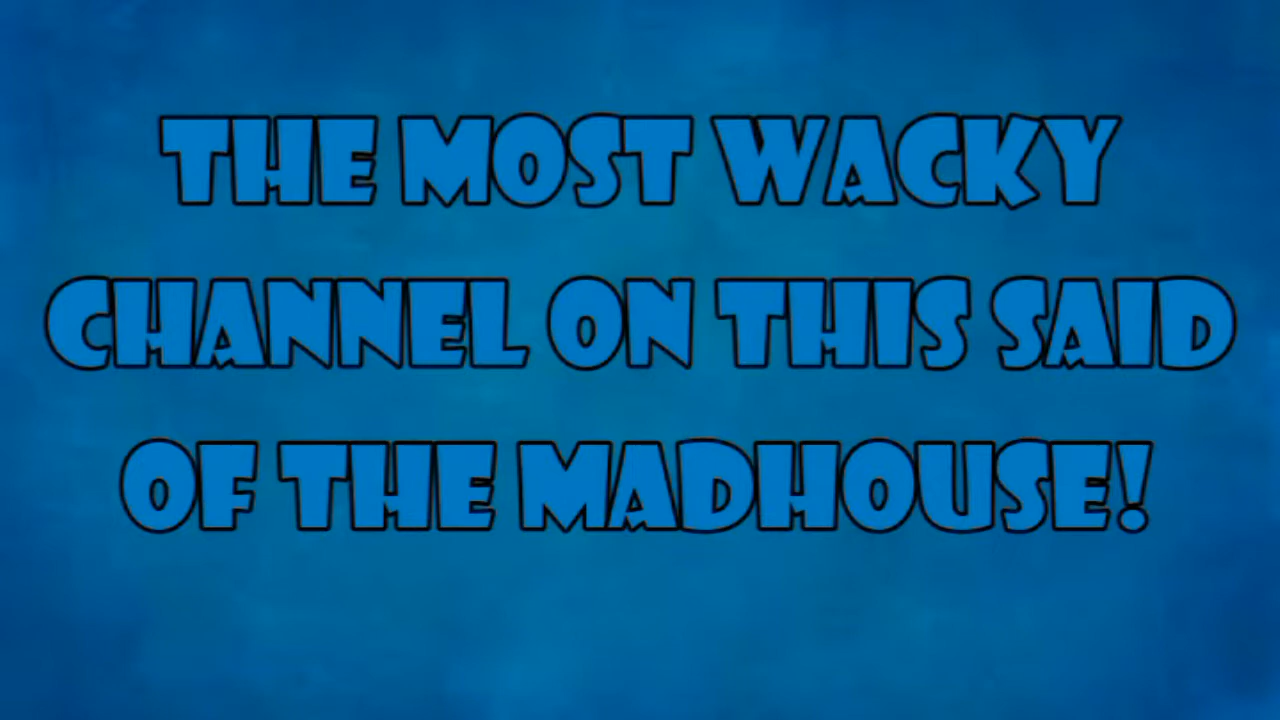 THE MOST WACKY
CHANNEL ON THIS SAID
OF THE MADHOUSE!